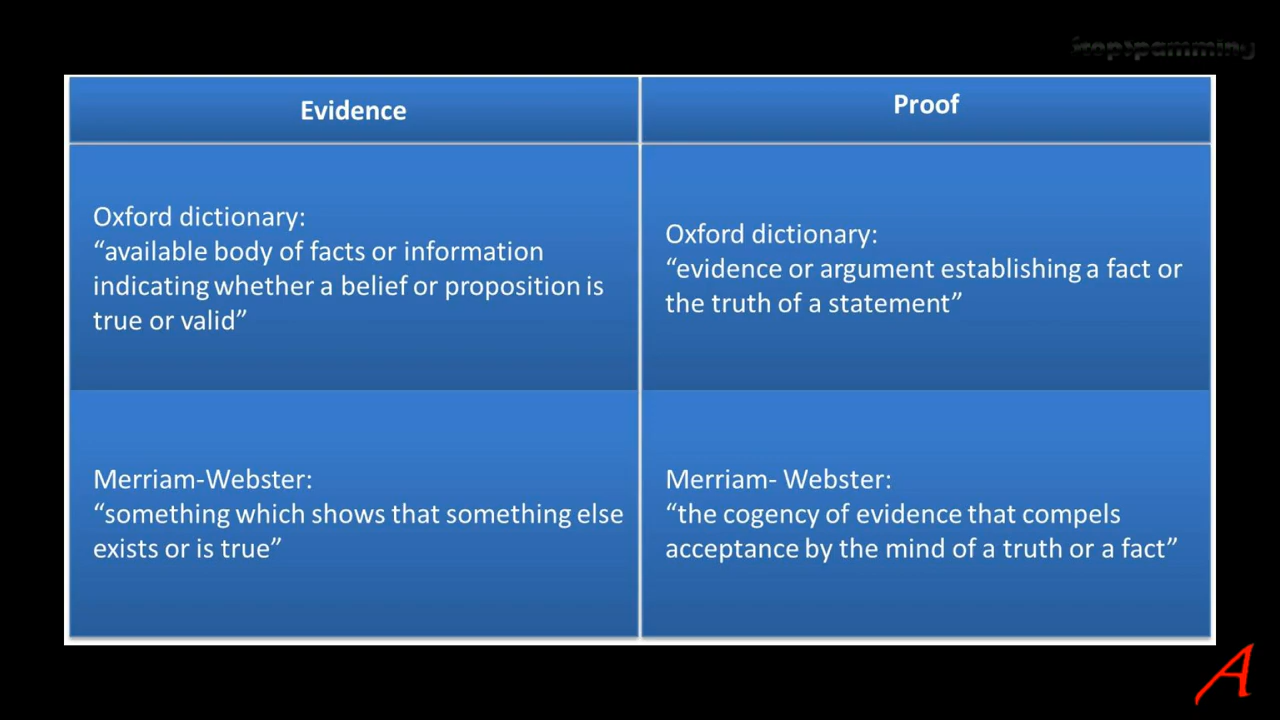 Evidence
Proof
Oxford dictionary:
“available body of facts or information
indicating whether a belief or proposition is
true or valid”
Oxford dictionary:
“evidence or argument establishing a fact or
the truth of a statement”
Merriam-Webster:
“something which shows that something else
exists or is true”
Merriam- Webster:
“the cogency of evidence that compels
acceptance by the mind of a truth or a fact”
A